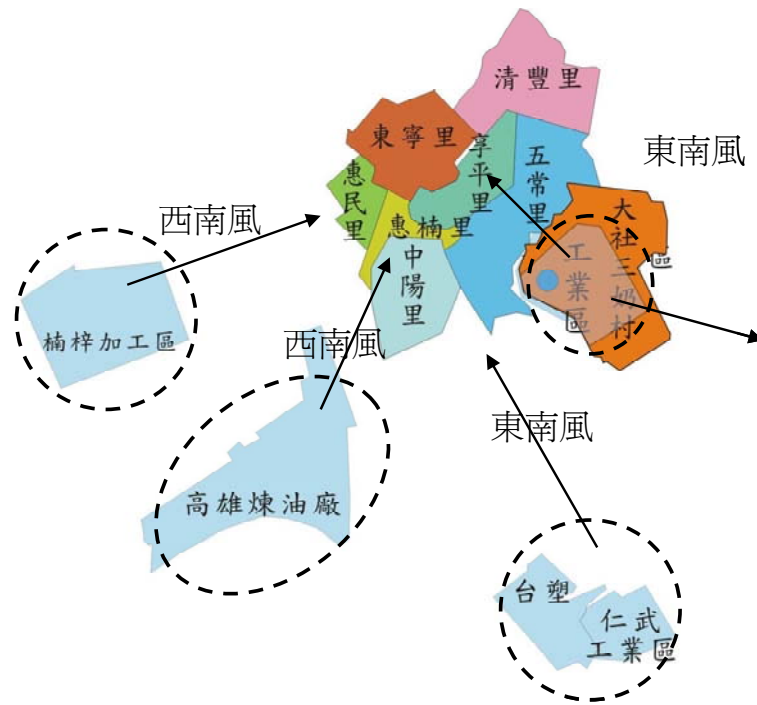 清豐里
東寧里
享平里
五常里
東南風
惠民里
惠楠里
大社三奶村
西南風
中陽里
工業區
區
楠梓加工區
西南風
東南風
高雄煉油廠
台塑
仁武
工業區